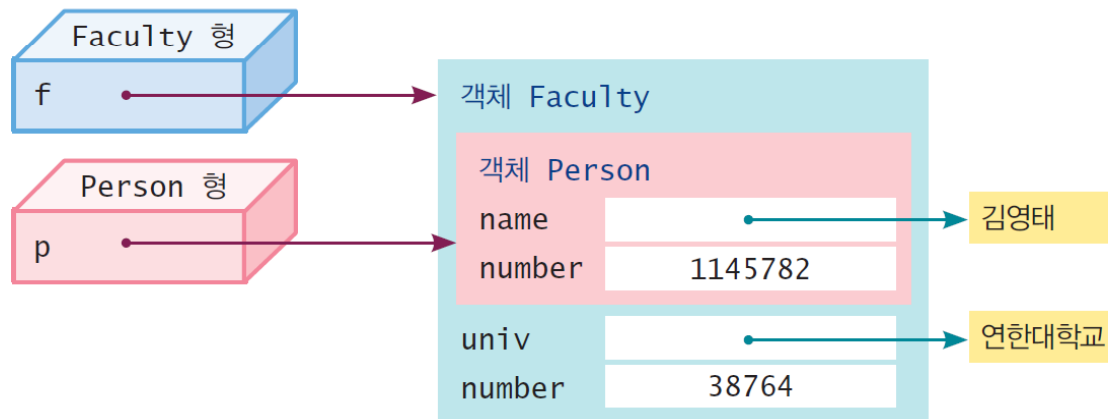 Faculty 형
f
객체 Faculty
객체 Person
Person 형
p
name
김영태
number 1145782
univ
연한대학교
number 38764